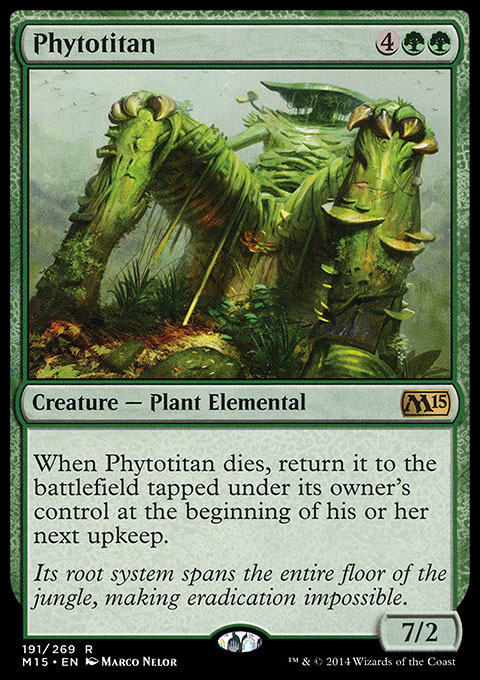 Phytotitan 4
Creature — Plant Elemental M15
When Phytotitan dies, return it to the
battlefield tapped under its owner's
control at the beginning of his or her
next upkeep.
Its root system spans the entire floor of the
jungle, making eradication impossible.
7/2
191/269 R
M15 • EN Marco Nelor
™ & © 2014 Wizards of the Coast